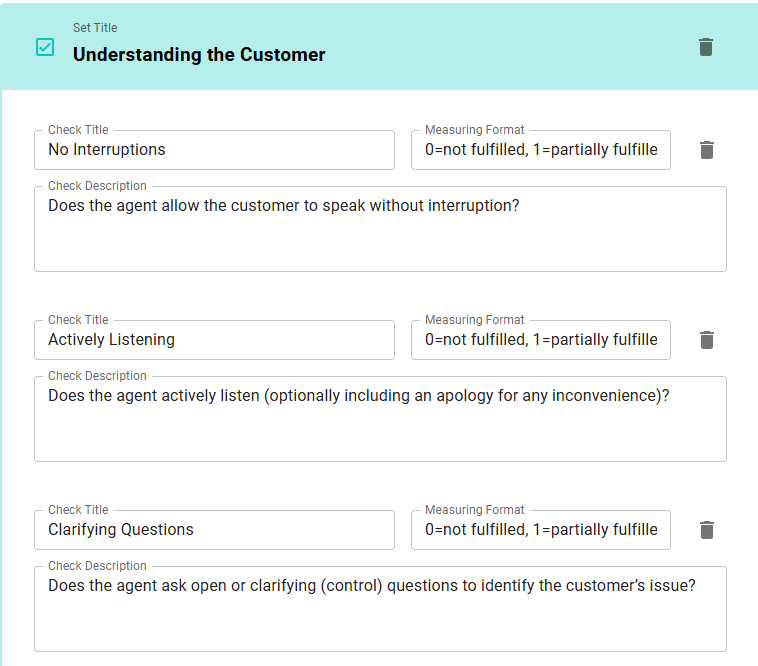 Set Title
Understanding the Customer
Check Title
Measuring Format
No Interruptions
0=not fulfilled, 1=partially fulfille
Check Description
Does the agent allow the customer to speak without interruption?
Check Title
Measuring Format
Actively Listening
0=not fulfilled, 1=partially fulfille
Check Description
Does the agent actively listen (optionally including an apology for any inconvenience)?
Check Title
Measuring Format
Clarifying Questions
0=not fulfilled, 1=partially fulfille
Check Description
Does the agent ask open or clarifying (control) questions to identify the customer’s issue?